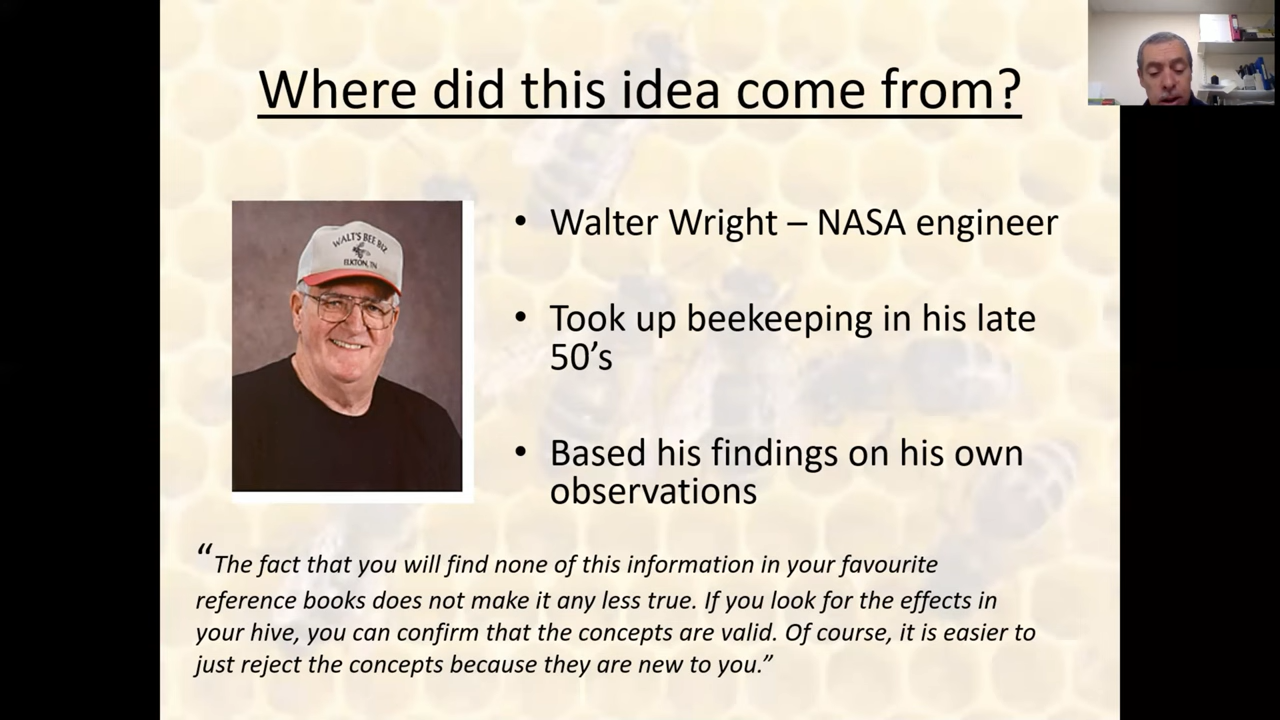 Where did this idea come from?
WALT'S BEE BIZ
ELKTON, TN
• Walter Wright – NASA engineer
• Took up beekeeping in his late
50’s
• Based his findings on his own
observations
“The fact that you will find none of this information in your favourite
reference books does not make it any less true. If you look for the effects in
your hive, you can confirm that the concepts are valid. Of course, it is easier to
just reject the concepts because they are new to you.”